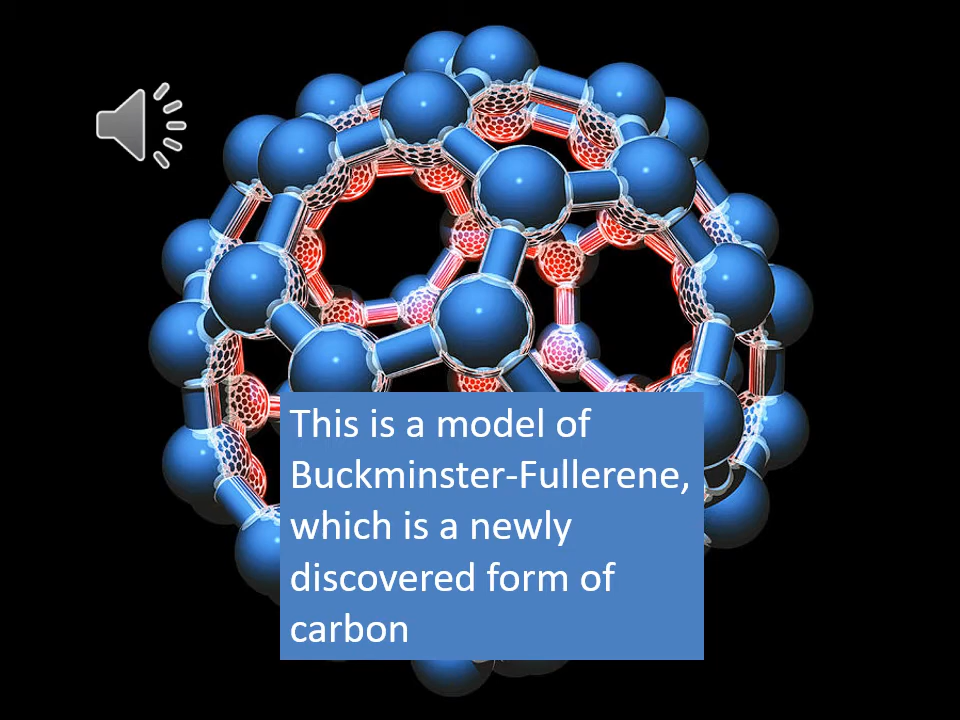 This is a model of
Buckminster-Fullerene,
which is a newly
discovered form of
carbon